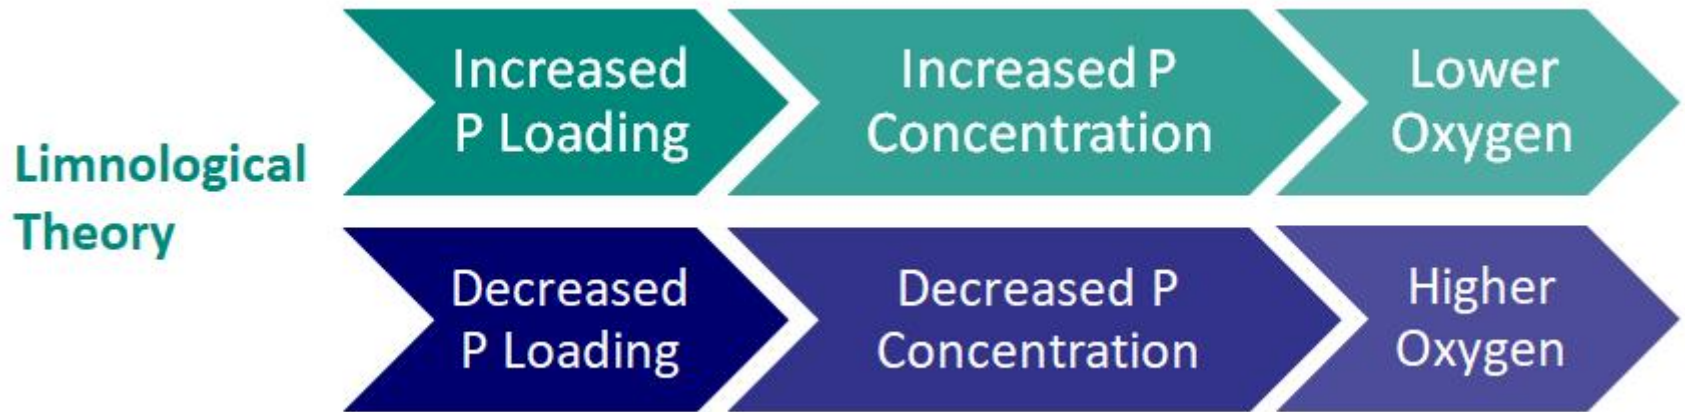 Limnological
Theory
Increased
P Loading
Increased P
Concentration
Lower
Oxygen
Decreased
P Loading
Decreased P
Concentration
Higher
Oxygen